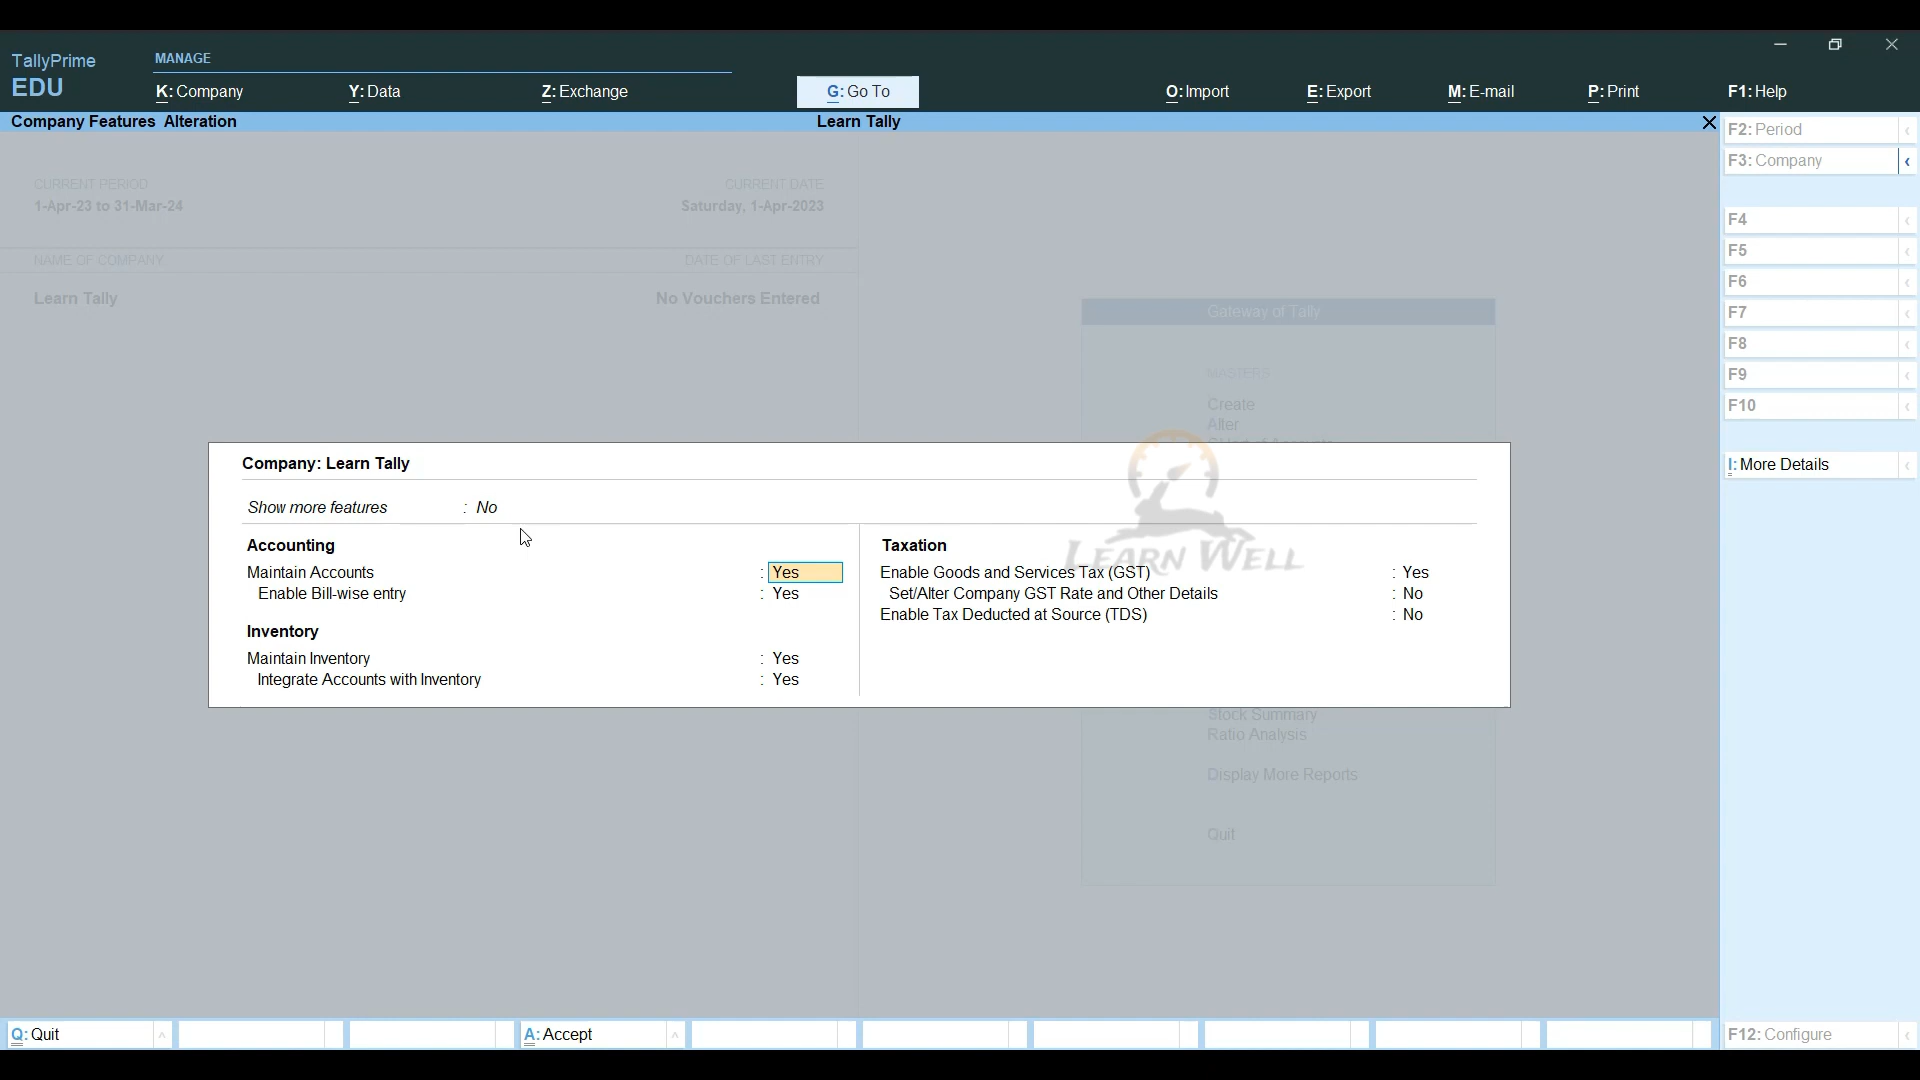 TallyPrime
EDU
MANAGE
K: Company
Y: Data
Z: Exchange
G: Go To
O: Import
E: Export
M: E-mail
P: Print
F1: Help
Company Features Alteration
Learn Tally
F2: Period
F3: Company
F4
F5
F6
F7
F8
F9
F10
I: More Details
F12: Configure
CURRENT PERIOD
1-Apr-23 to 31-Mar-24
CURRENT DATE
Saturday, 1-Apr-2023
NAME OF COMPANY
DATE OF LAST ENTRY
Learn Tally
No Vouchers Entered
Gateway of Tally
MASTERS
Create
Alter
Company: Learn Tally
Show more features : No
Accounting
Maintain Accounts : Yes
Enable Bill-wise entry : Yes
Inventory
Maintain Inventory : Yes
Integrate Accounts with Inventory : Yes
Taxation
Enable Goods and Services Tax (GST) : Yes
Set/Alter Company GST Rate and Other Details : No
Enable Tax Deducted at Source (TDS) : No
LEARN WELL
Stock Summary
Ratio Analysis
Display More Reports
Quit
Q: Quit
A: Accept